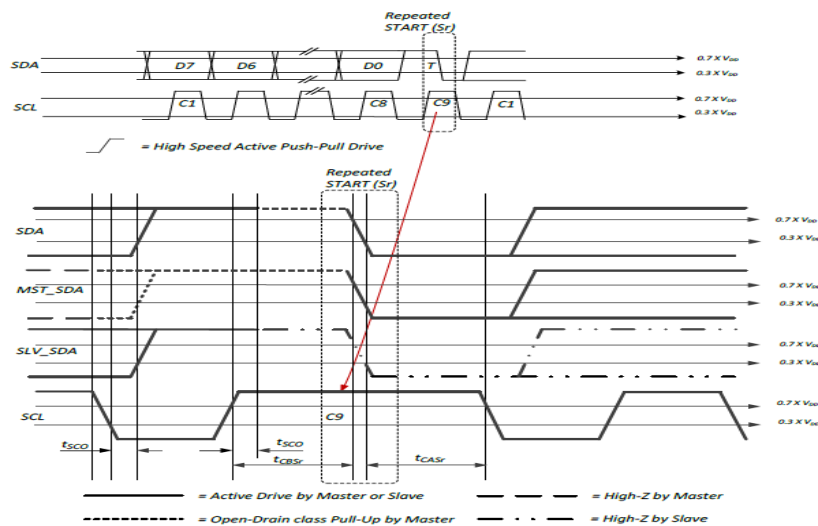 Repeated
START (Sr)
SDA
D7
D6
D0
T
0.7 X VDD
0.3 X VDD
SCL
C1
C8
C9
C1
0.7 X VDD
0.3 X VDD
= High Speed Active Push-Pull Drive
Repeated
START (Sr)
SDA
0.7 X VDD
0.3 X VDD
MST_SDA
0.7 X VDD
0.3 X VDD
SLV_SDA
0.7 X VDD
0.3 X VDD
SCL
C9
0.7 X VDD
0.3 X VDD
tSCO
tSCO
tCBSr
tCASr
= Active Drive by Master or Slave
= High-Z by Master
= Open-Drain class Pull-Up by Master
= High-Z by Slave